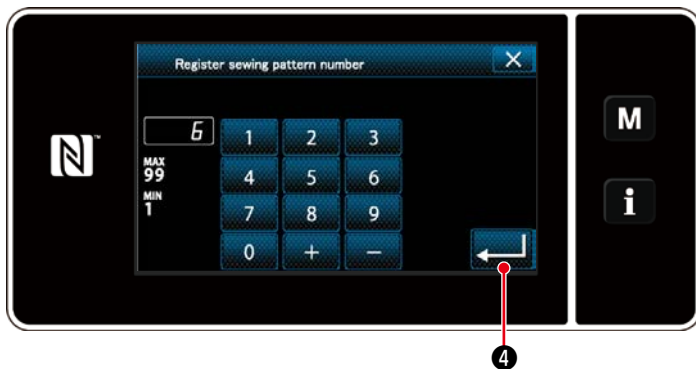 Register sewing pattern number
6
1 2 3
MAX
99
4 5 6
MIN
1
7 8 9
0 + −
M
i
N
4